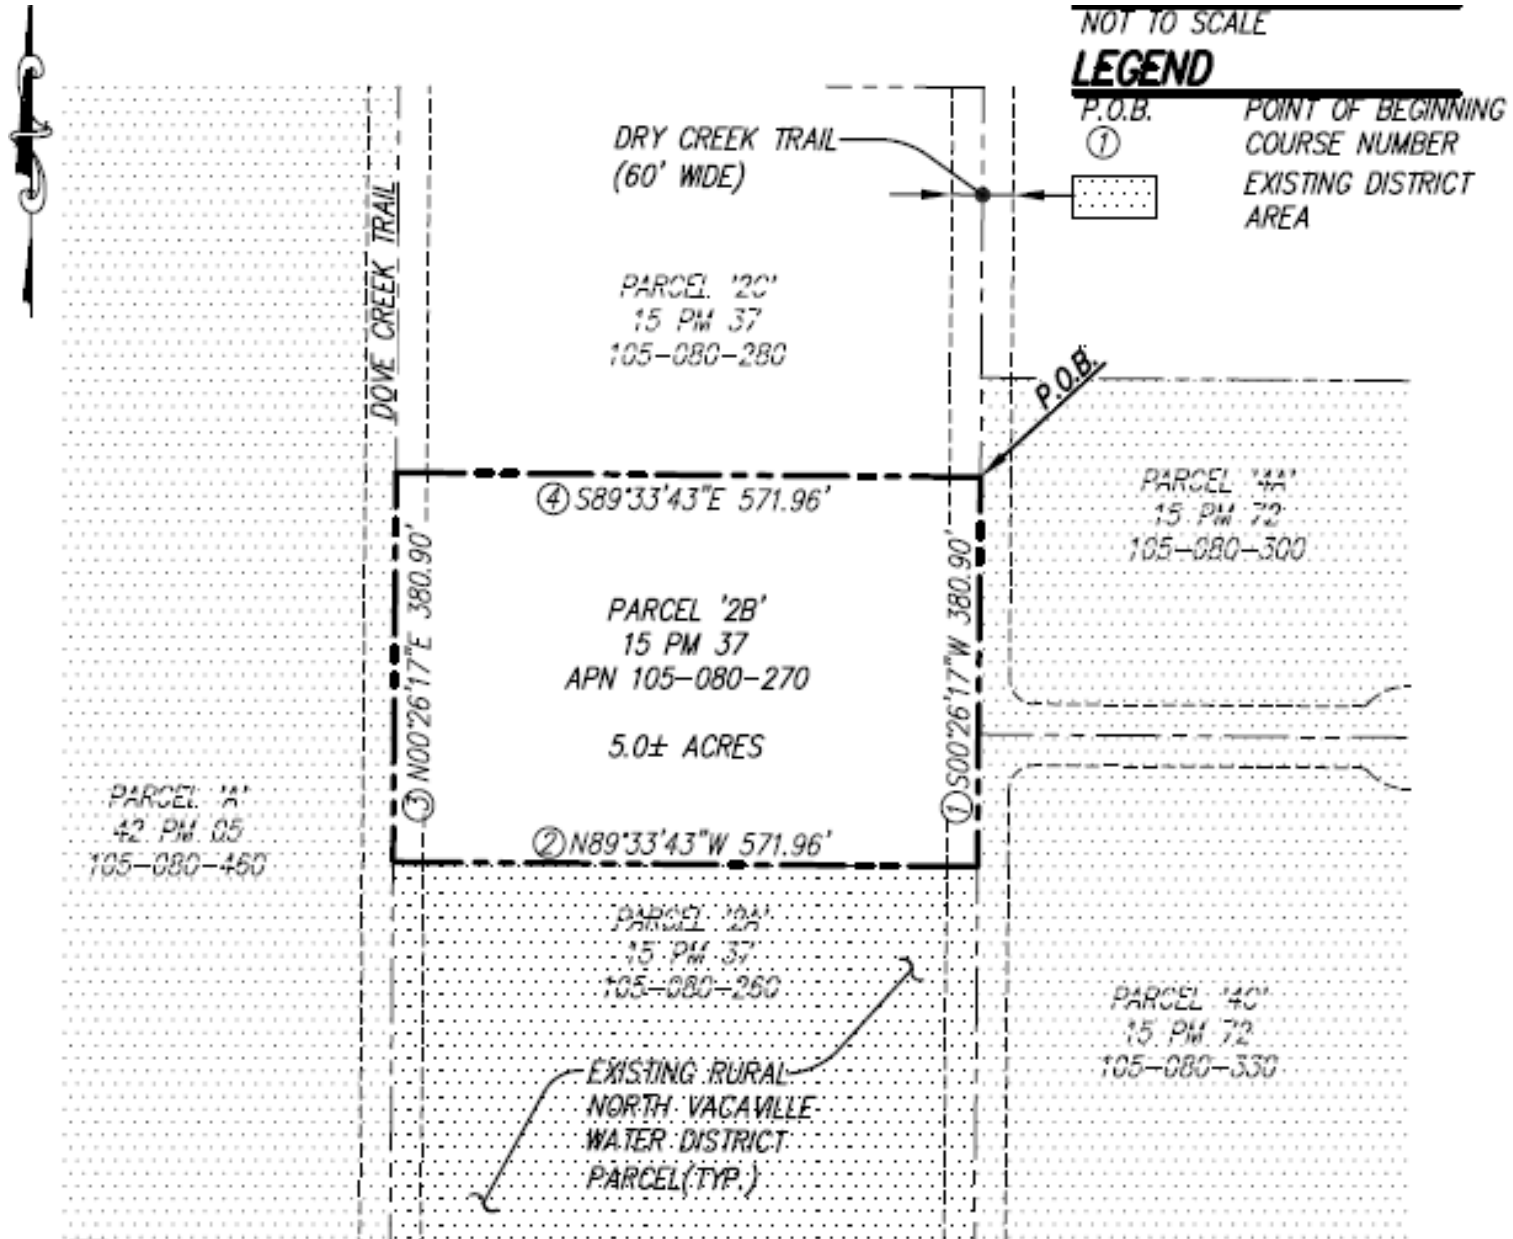 NOT TO SCALE
LEGEND
P.O.B. POINT OF BEGINNING
① COURSE NUMBER
EXISTING DISTRICT
AREA
DRY CREEK TRAIL
(60' WIDE)
DOVE CREEK TRAIL
PARCEL '2C'
15 PM 37
105-080-280
P.O.B.
④ S89°33'43"E 571.96'
PARCEL '4A'
15 PM 72
105-080-300
③ N00°26'17"E 380.90'
PARCEL '2B'
15 PM 37
APN 105-080-270
5.0± ACRES
① S00°26'17"W 380.90'
② N89°33'43"W 571.96'
PARCEL 'A'
42 PM 05
105-080-460
PARCEL '2A'
15 PM 37
105-080-260
PARCEL '4C'
15 PM 72
105-080-330
EXISTING RURAL
NORTH VACAVILLE
WATER DISTRICT
PARCEL(TYP.)